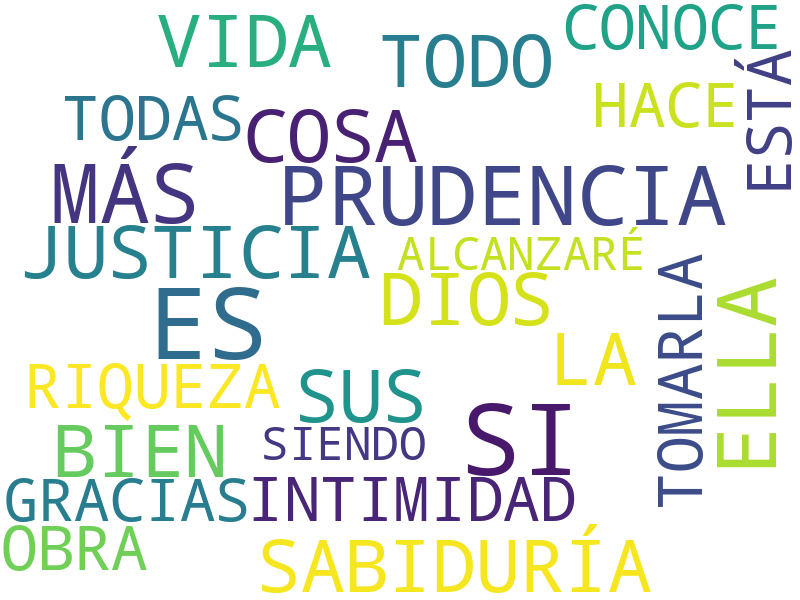 VIDA
TODO
CONOCE
TODAS
COSA
HACE
ESTÁ
MÁS
PRUDENCIA
JUSTICIA
ALCANZARÉ
DIOS
ES
LA
TOMARLA
ELLA
RIQUEZA
SUS
SI
BIEN
SIENDO
GRACIAS
INTIMIDAD
OBRA
SABIDURÍA